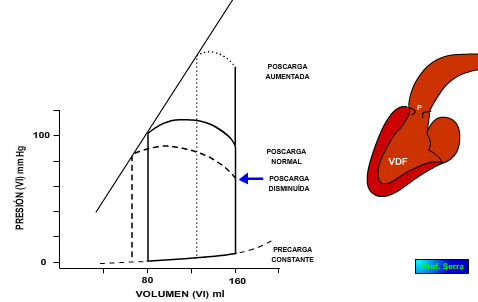 POSCARGA
AUMENTADA
100
POSCARGA
NORMAL
POSCARGA
DISMINUÍDA
PRESIÓN (VI) mm Hg
PRECARGA
CONSTANTE
0
80
160
VOLUMEN (VI) ml
P
VDF
Prof. Serra